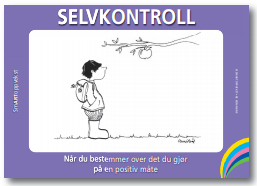 SELVKONTROLL
Når du bestemmer over det du gjør
på en positiv måte